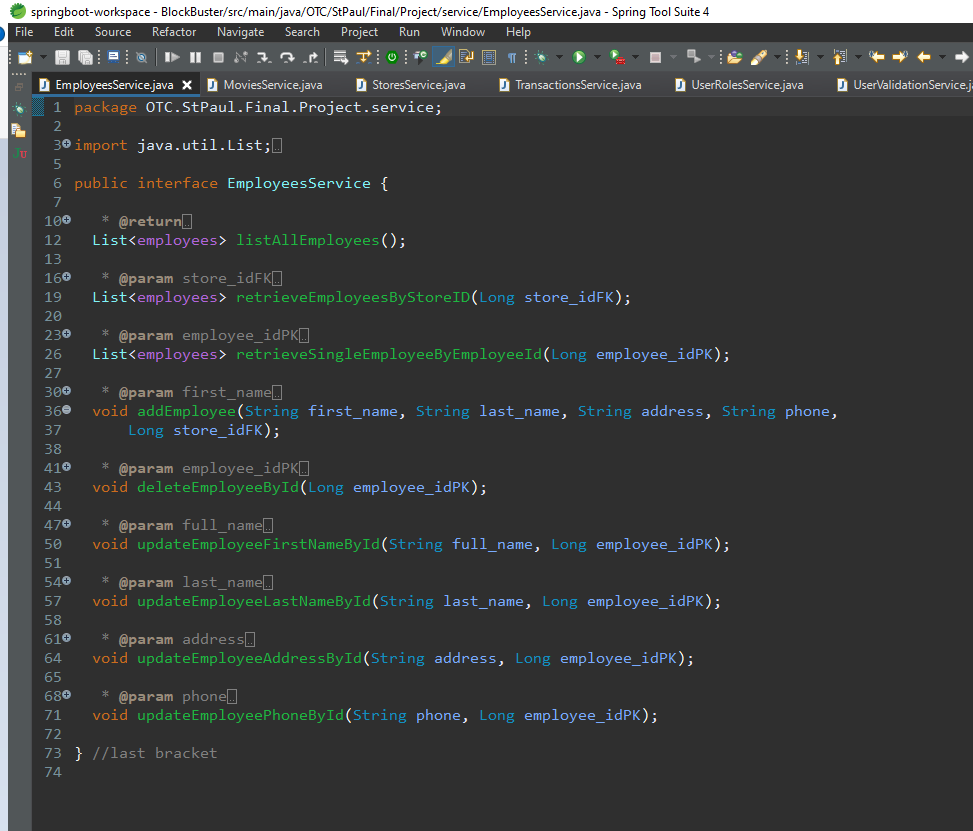 springboot-workspace - BlockBuster/src/main/java/OTC/StPaul/Final/Project/service/EmployeesService.java - Spring Tool Suite 4
File Edit Source Refactor Navigate Search Project Run Window Help
EmployeesService.java MoviesService.java StoresService.java TransactionsService.java UserRolesService.java UserValidationService.j
1 package OTC.StPaul.Final.Project.service;
2
3 import java.util.List;
5
6 public interface EmployeesService {
7
10 * @return
12 List<employees> listAllEmployees();
13
16 * @param store_idFK
19 List<employees> retrieveEmployeesByStoreID(Long store_idFK);
20
23 * @param employee_idPK
26 List<employees> retrieveSingleEmployeeByEmployeeId(Long employee_idPK);
27
30 * @param first_name
36 void addEmployee(String first_name, String last_name, String address, String phone,
37 Long store_idFK);
38
41 * @param employee_idPK
43 void deleteEmployeeById(Long employee_idPK);
44
47 * @param full_name
50 void updateEmployeeFirstNameById(String full_name, Long employee_idPK);
51
54 * @param last_name
57 void updateEmployeeLastNameById(String last_name, Long employee_idPK);
58
61 * @param address
64 void updateEmployeeAddressById(String address, Long employee_idPK);
65
68 * @param phone
71 void updateEmployeePhoneById(String phone, Long employee_idPK);
72
73 } //last bracket
74